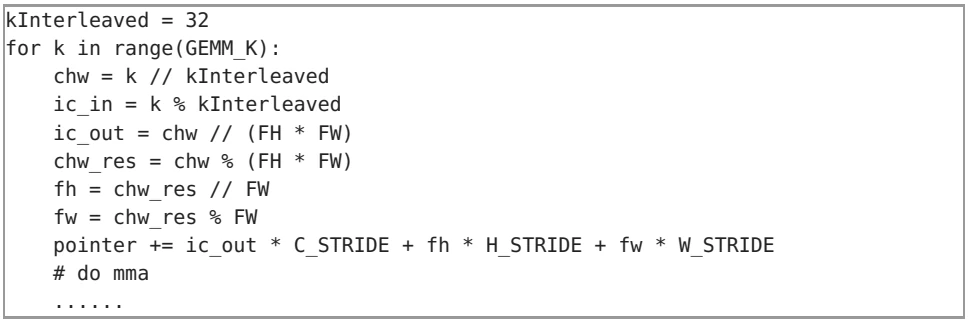 kInterleaved = 32
for k in range(GEMM_K):
    chw = k // kInterleaved
    ic_in = k % kInterleaved
    ic_out = chw // (FH * FW)
    chw_res = chw % (FH * FW)
    fh = chw_res // FW
    fw = chw_res % FW
    pointer += ic_out * C_STRIDE + fh * H_STRIDE + fw * W_STRIDE
    # do mma
    ......